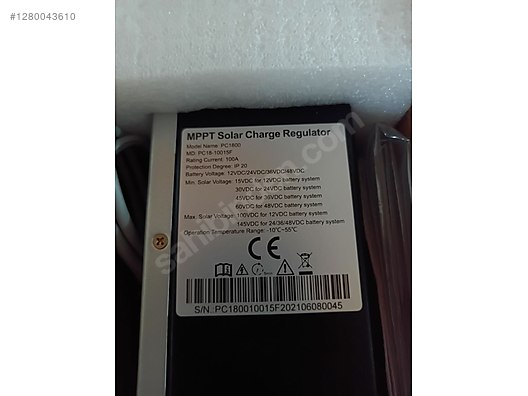 #1280043610
MPPT Solar Charge Regulator
Model Name: PC1800
MD: PC18-10015F
Rating Current: 100A
Protection Degree: IP 20
Battery Voltage: 12VDC/24VDC/36VDC/48VDC
Min. Solar Voltage: 15VDC for 12VDC battery system
30VDC for 24VDC battery system
45VDC for 36VDC battery system
60VDC for 48VDC battery system
Max. Solar Voltage: 100VDC for 12VDC battery system
145VDC for 24/36/48VDC battery system
Operation Temperature Range: -10℃~55℃
CE
S/N: PC180010015F202106080045